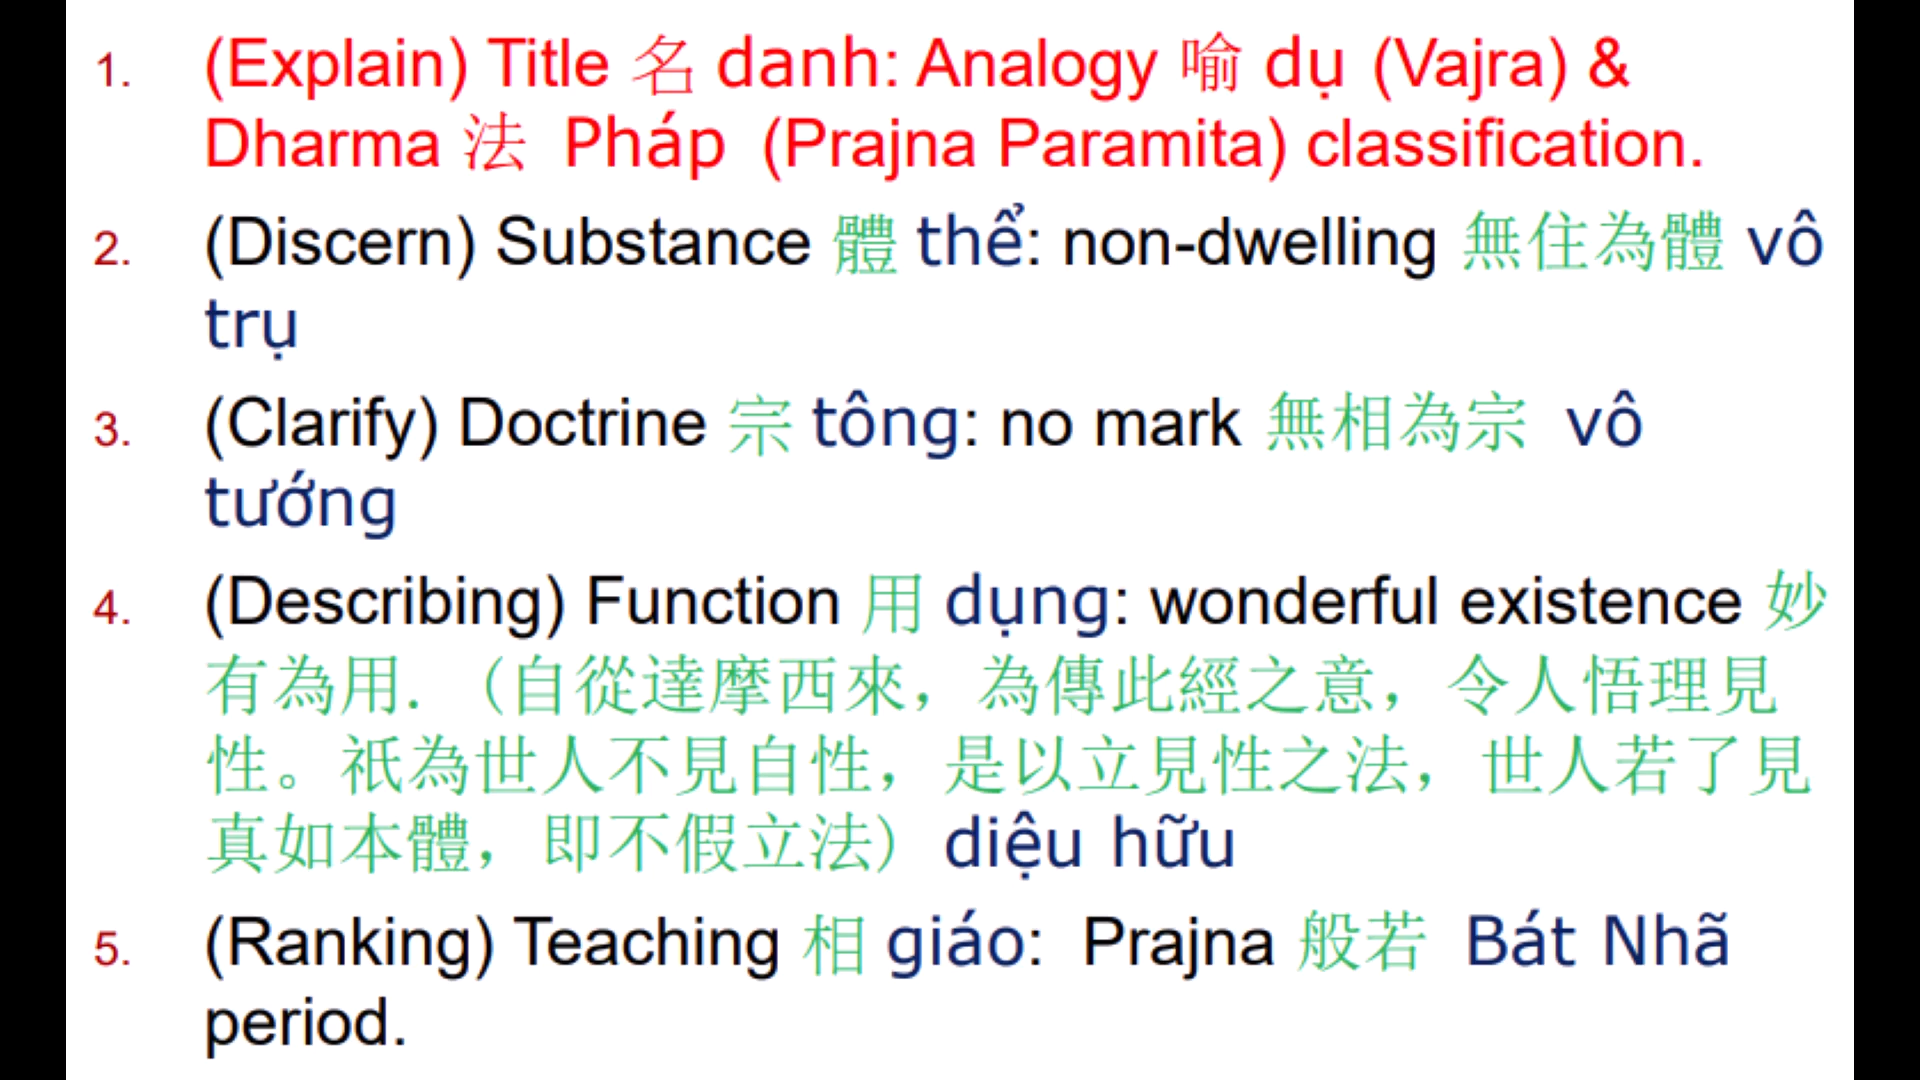 1. (Explain) Title 名 danh: Analogy 喻 dụ (Vajra) &
Dharma 法 Pháp (Prajna Paramita) classification.
2. (Discern) Substance 體 thể: non-dwelling 無住為體 vô
trụ
3. (Clarify) Doctrine 宗 tông: no mark 無相為宗 vô
tướng
4. (Describing) Function 用 dụng: wonderful existence 妙
有為用. (自從達摩西來，為傳此經之意，令人悟理見
性。祇為世人不見自性，是以立見性之法，世人若了見
真如本體，即不假立法) diệu hữu
5. (Ranking) Teaching 相 giáo: Prajna 般若 Bát Nhã
period.